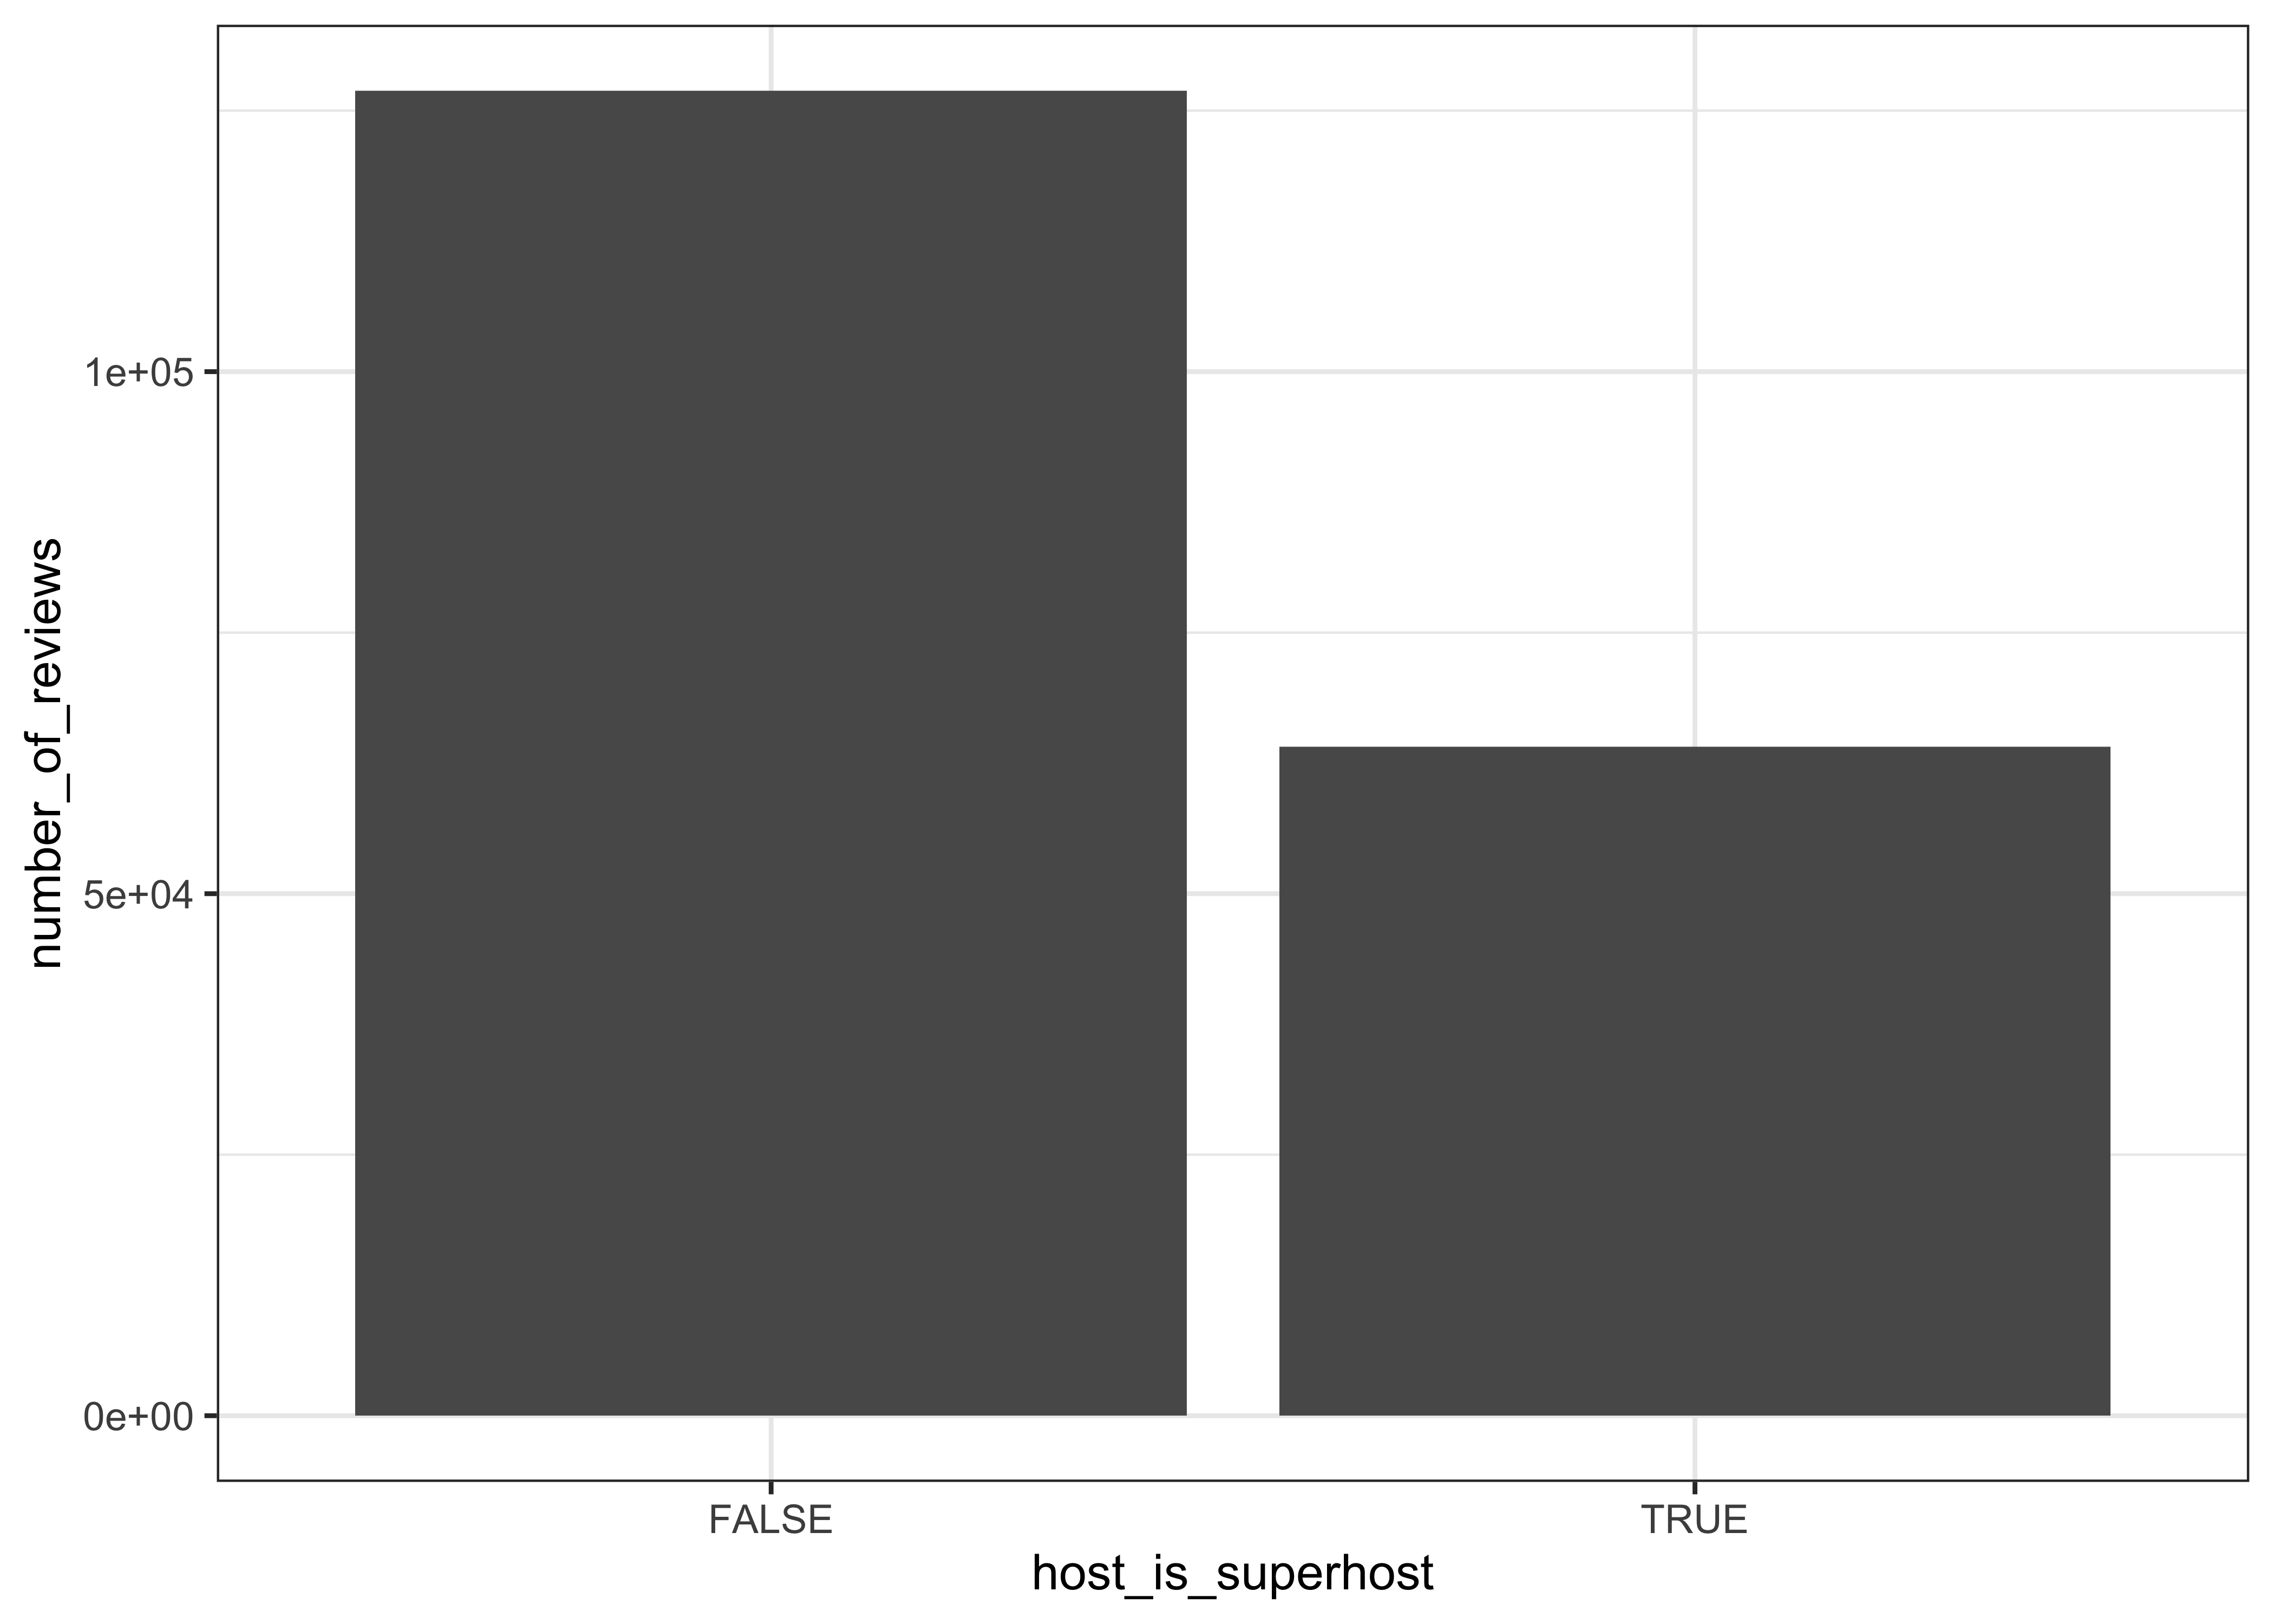 number_of_reviews
1e+05
5e+04
0e+00
FALSE
TRUE
host_is_superhost